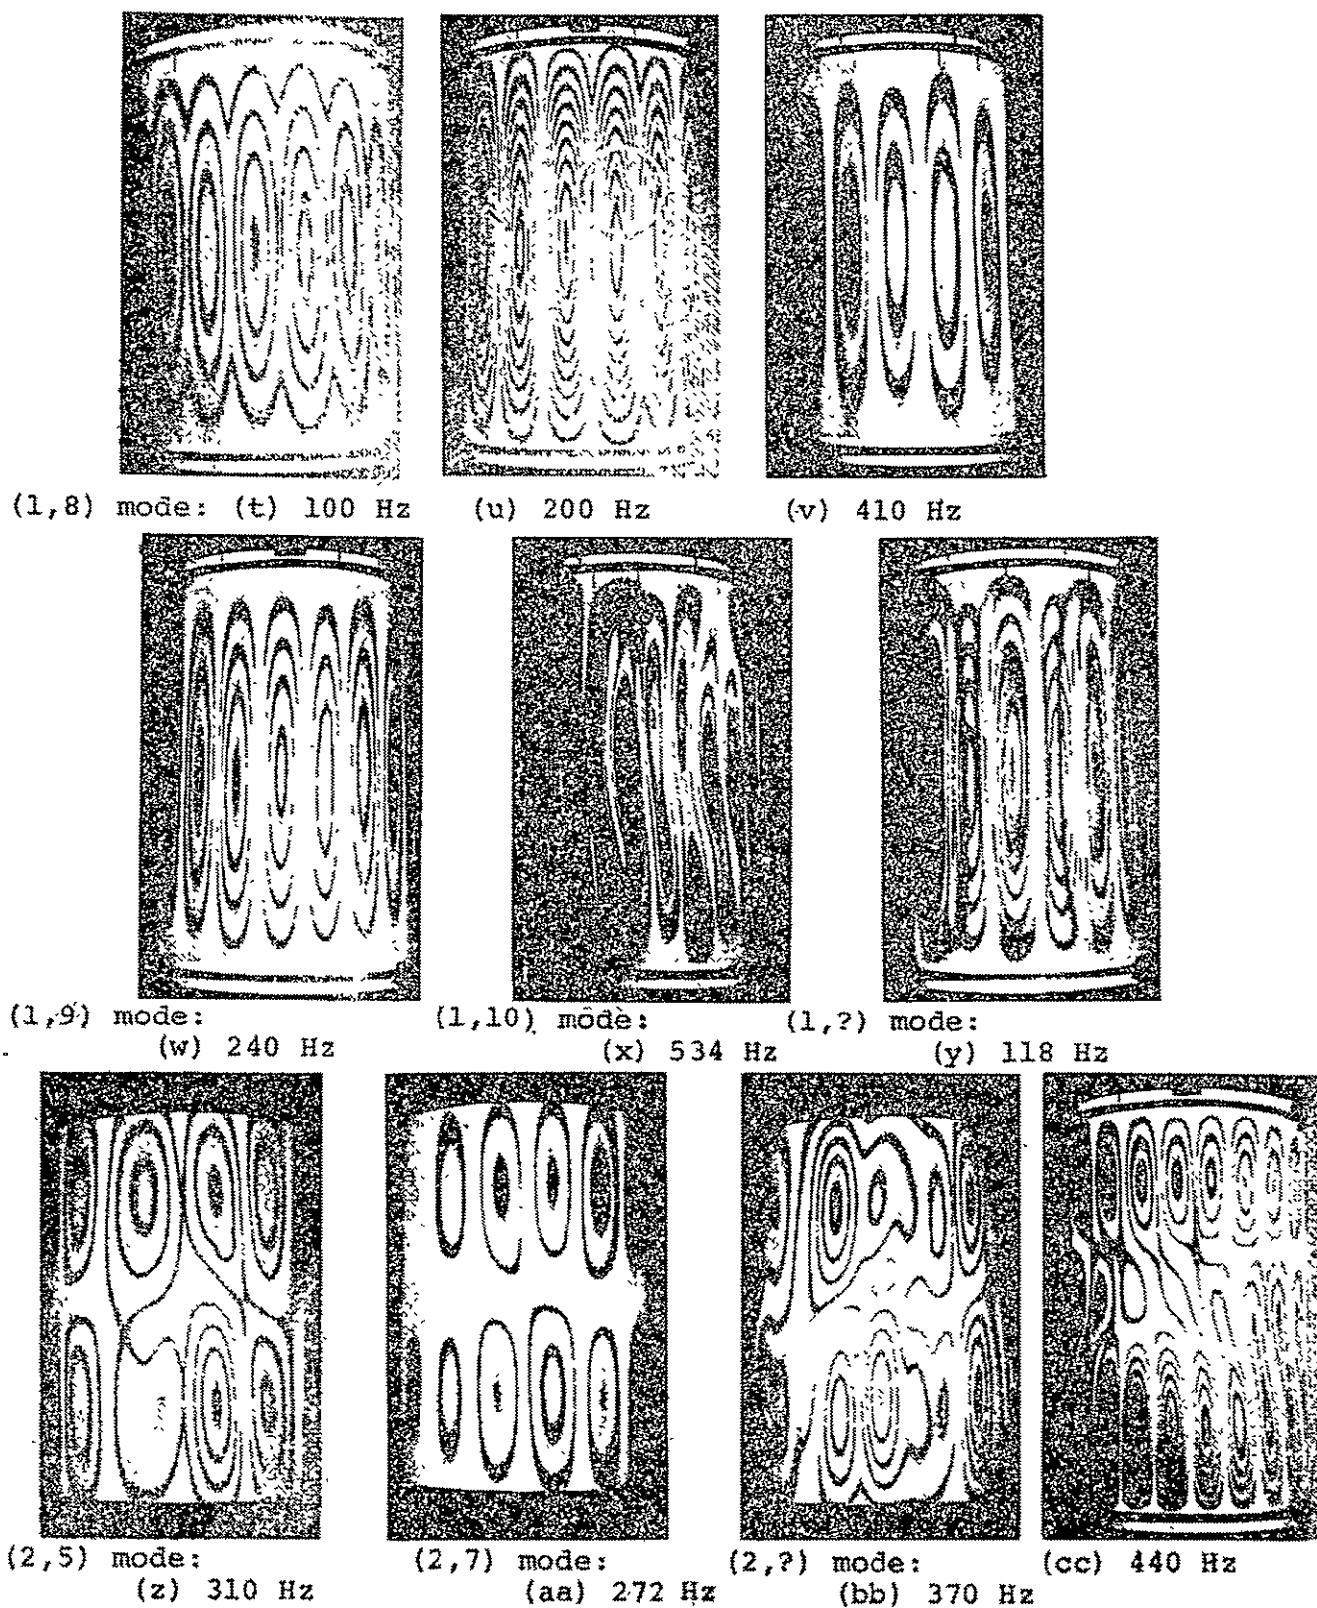 (1,8) mode: (t) 100 Hz (u) 200 Hz (v) 410 Hz
(1,9) mode: (1,10) mode: (1,?) mode:
(w) 240 Hz (x) 534 Hz (y) 118 Hz
(2,5) mode: (2,7) mode: (2,?) mode: (cc) 440 Hz
(z) 310 Hz (aa) 272 Hz (bb) 370 Hz